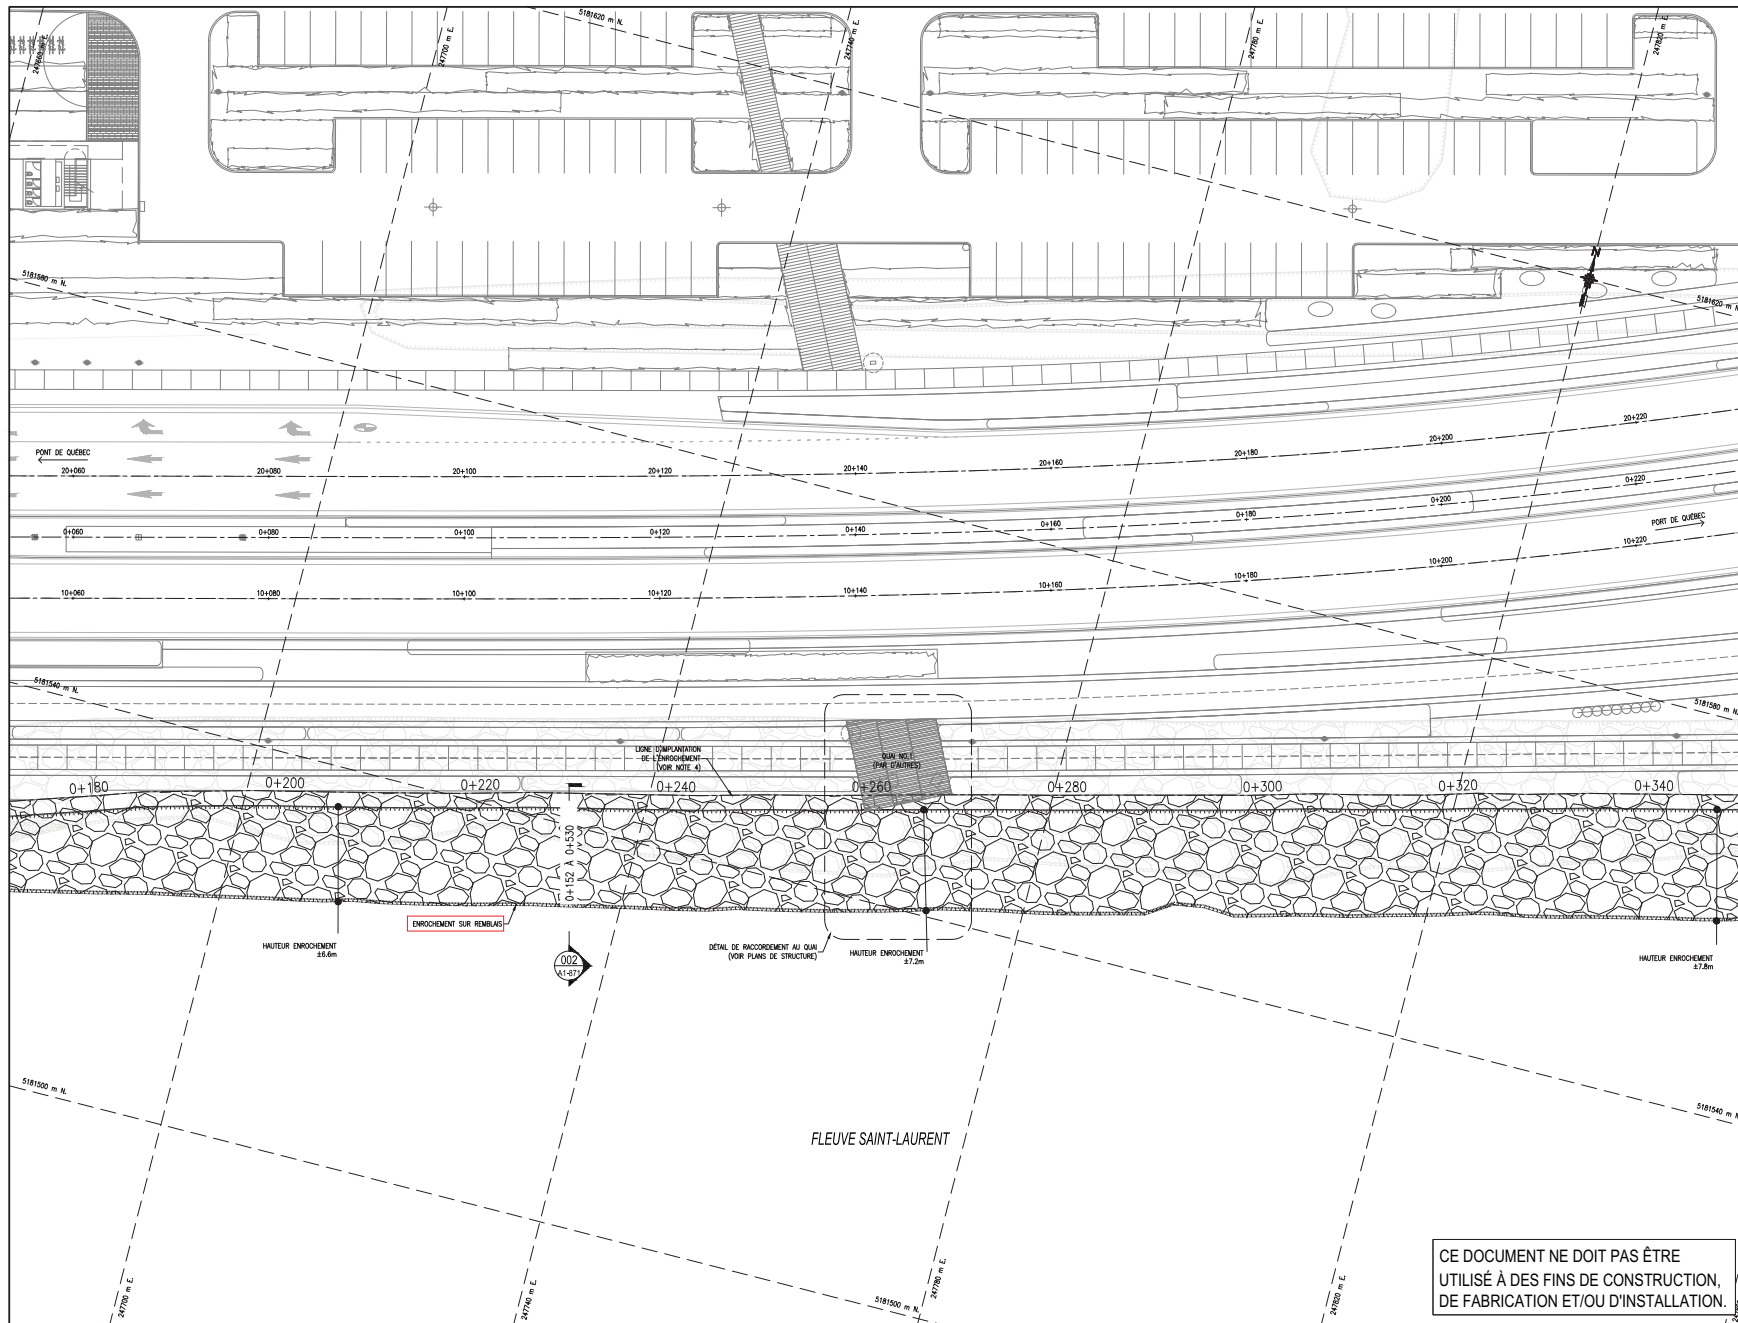 5181620 m N.
247660 m E.
247700 m E.
247740 m E.
247780 m E.
247820 m E.
N
5181580 m N.
5181620 m N.
PONT DE QUÉBEC
20+060
20+080
20+100
20+120
20+140
20+160
20+180
20+200
20+220
0+060
0+080
0+100
0+120
0+140
0+160
0+180
0+200
0+220
PORT DE QUÉBEC
10+060
10+080
10+100
10+120
10+140
10+160
10+180
10+200
10+220
5181540 m N.
5181580 m N.
LIGNE D'IMPLANTATION
DE L'ENROCHEMENT
(VOIR NOTE 4)
QUAI NO.1
(PAR D'AUTRES)
0+180
0+200
0+220
0+240
0+260
0+280
0+300
0+320
0+340
0+152 À 0+530
ENROCHEMENT SUR REMBLAIS
HAUTEUR ENROCHEMENT
±6.6m
002
A1-871
DÉTAIL DE RACCORDEMENT AU QUAI
(VOIR PLANS DE STRUCTURE)
HAUTEUR ENROCHEMENT
±7.2m
HAUTEUR ENROCHEMENT
±7.8m
5181500 m N.
5181540 m N.
FLEUVE SAINT-LAURENT
247700 m E.
247740 m E.
247780 m E.
247820 m E.
5181500 m N.
CE DOCUMENT NE DOIT PAS ÊTRE
UTILISÉ À DES FINS DE CONSTRUCTION,
DE FABRICATION ET/OU D'INSTALLATION.